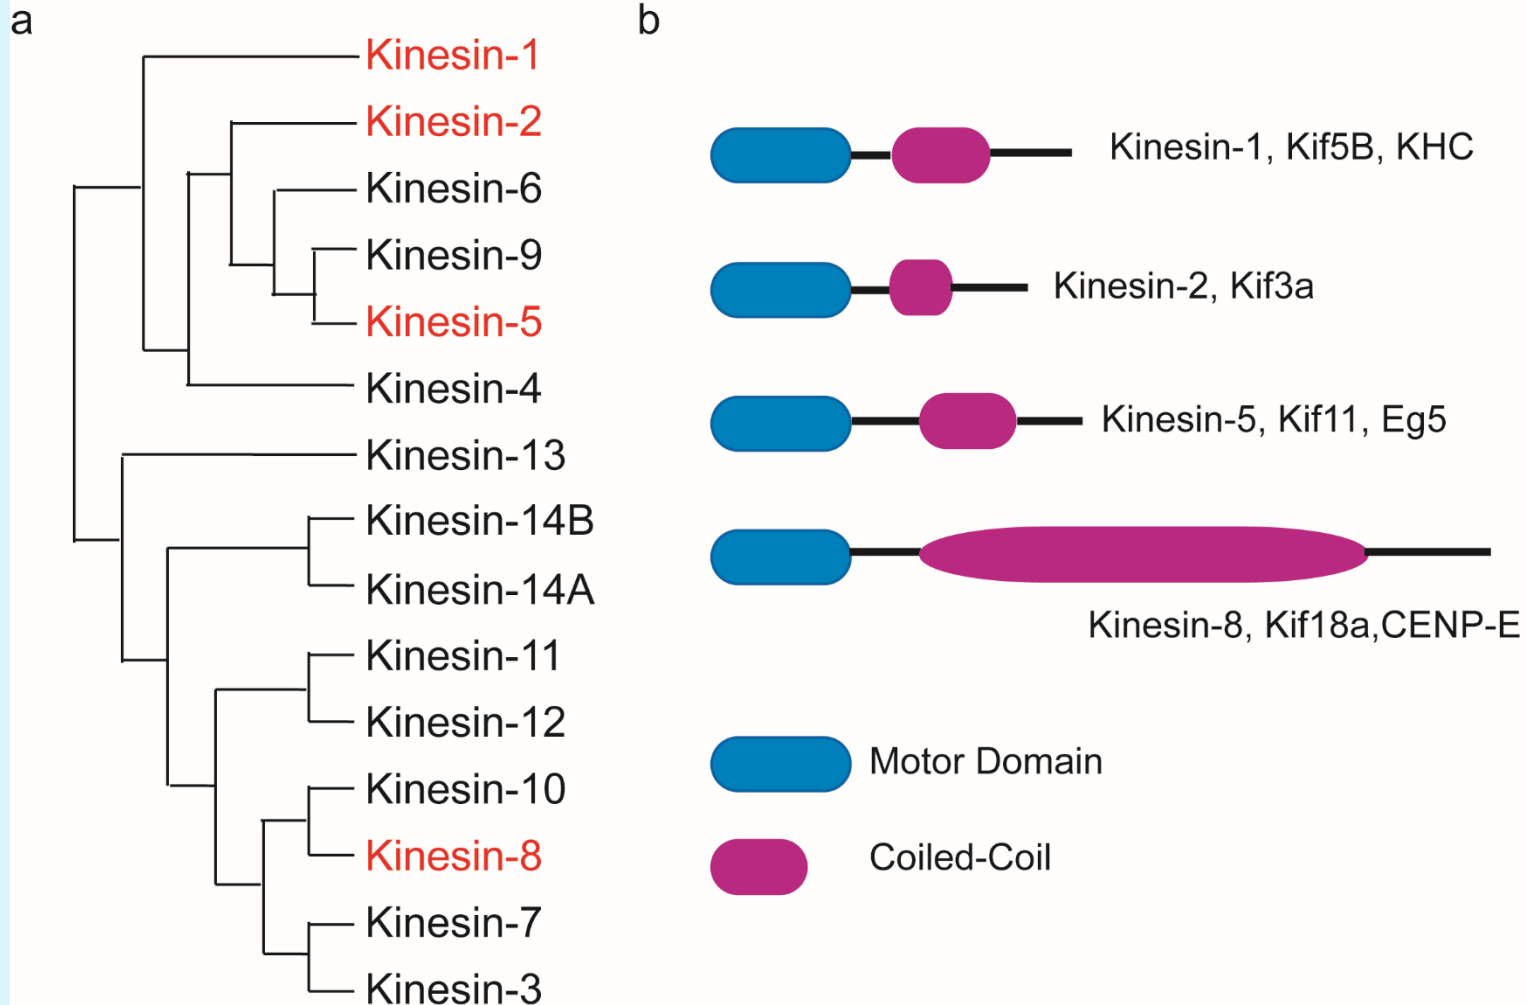 a
Kinesin-1
Kinesin-2
Kinesin-6
Kinesin-9
Kinesin-5
Kinesin-4
Kinesin-13
Kinesin-14B
Kinesin-14A
Kinesin-11
Kinesin-12
Kinesin-10
Kinesin-8
Kinesin-7
Kinesin-3
b
Kinesin-1, Kif5B, KHC
Kinesin-2, Kif3a
Kinesin-5, Kif11, Eg5
Kinesin-8, Kif18a,CENP-E
Motor Domain
Coiled-Coil